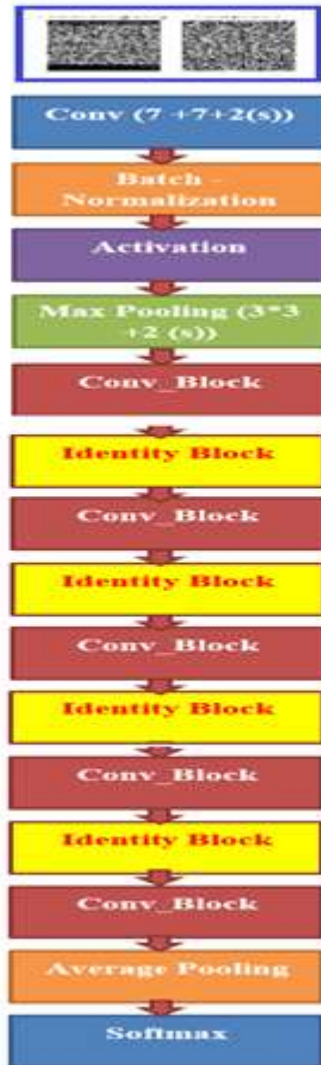 Conv (7 +7+2(s))
Batch -
Normalization
Activation
Max Pooling (3*3
+2 (s))
Conv_Block
Identity Block
Conv_Block
Identity Block
Conv_Block
Identity Block
Conv_Block
Identity Block
Conv_Block
Average Pooling
Softmax